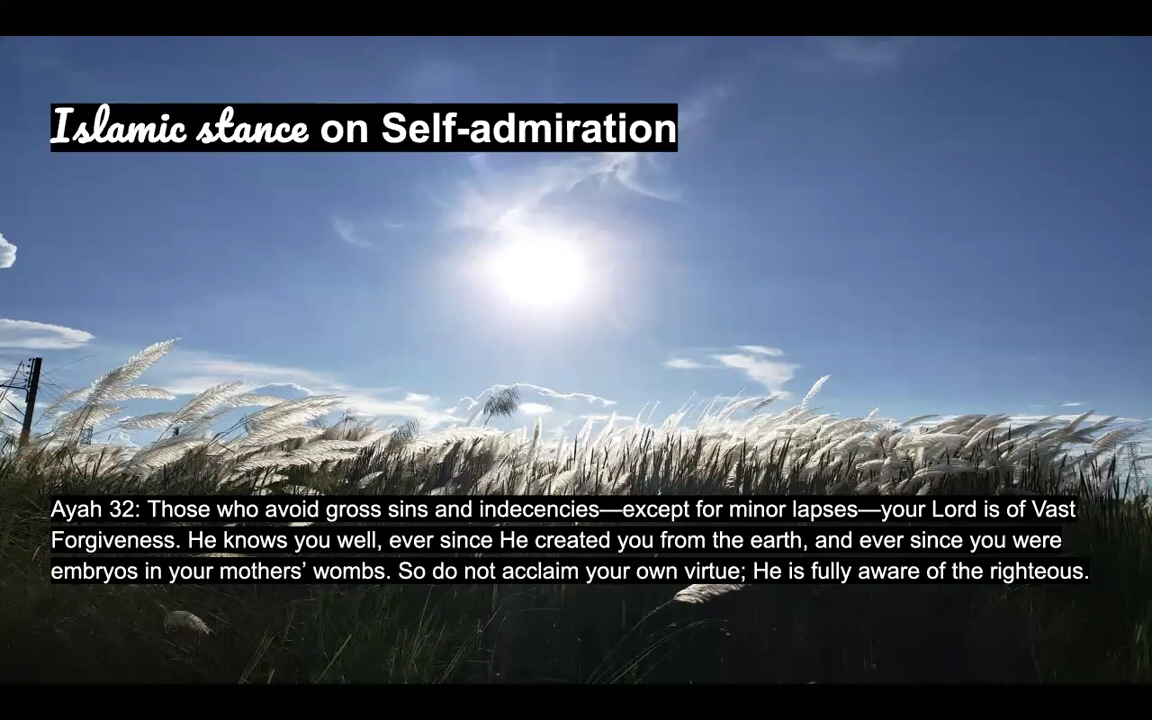 Islamic stance on Self-admiration
Ayah 32: Those who avoid gross sins and indecencies—except for minor lapses—your Lord is of Vast
Forgiveness. He knows you well, ever since He created you from the earth, and ever since you were
embryos in your mothers’ wombs. So do not acclaim your own virtue; He is fully aware of the righteous.